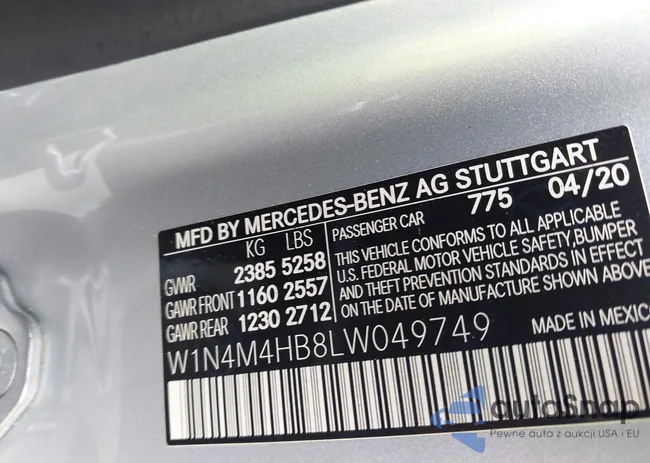 MFD BY MERCEDES-BENZ AG STUTTGART
KG LBS
PASSENGER CAR 775 04/20
GVWR 2385 5258
GAWR FRONT 1160 2557
GAWR REAR 1230 2712
THIS VEHICLE CONFORMS TO ALL APPLICABLE
U.S. FEDERAL MOTOR VEHICLE SAFETY, BUMPER
AND THEFT PREVENTION STANDARDS IN EFFECT
ON THE DATE OF MANUFACTURE SHOWN ABOVE
W1N4M4HB8LW049749
MADE IN MEXICO
autoSnap
Pewne auta z aukcji USA i EU